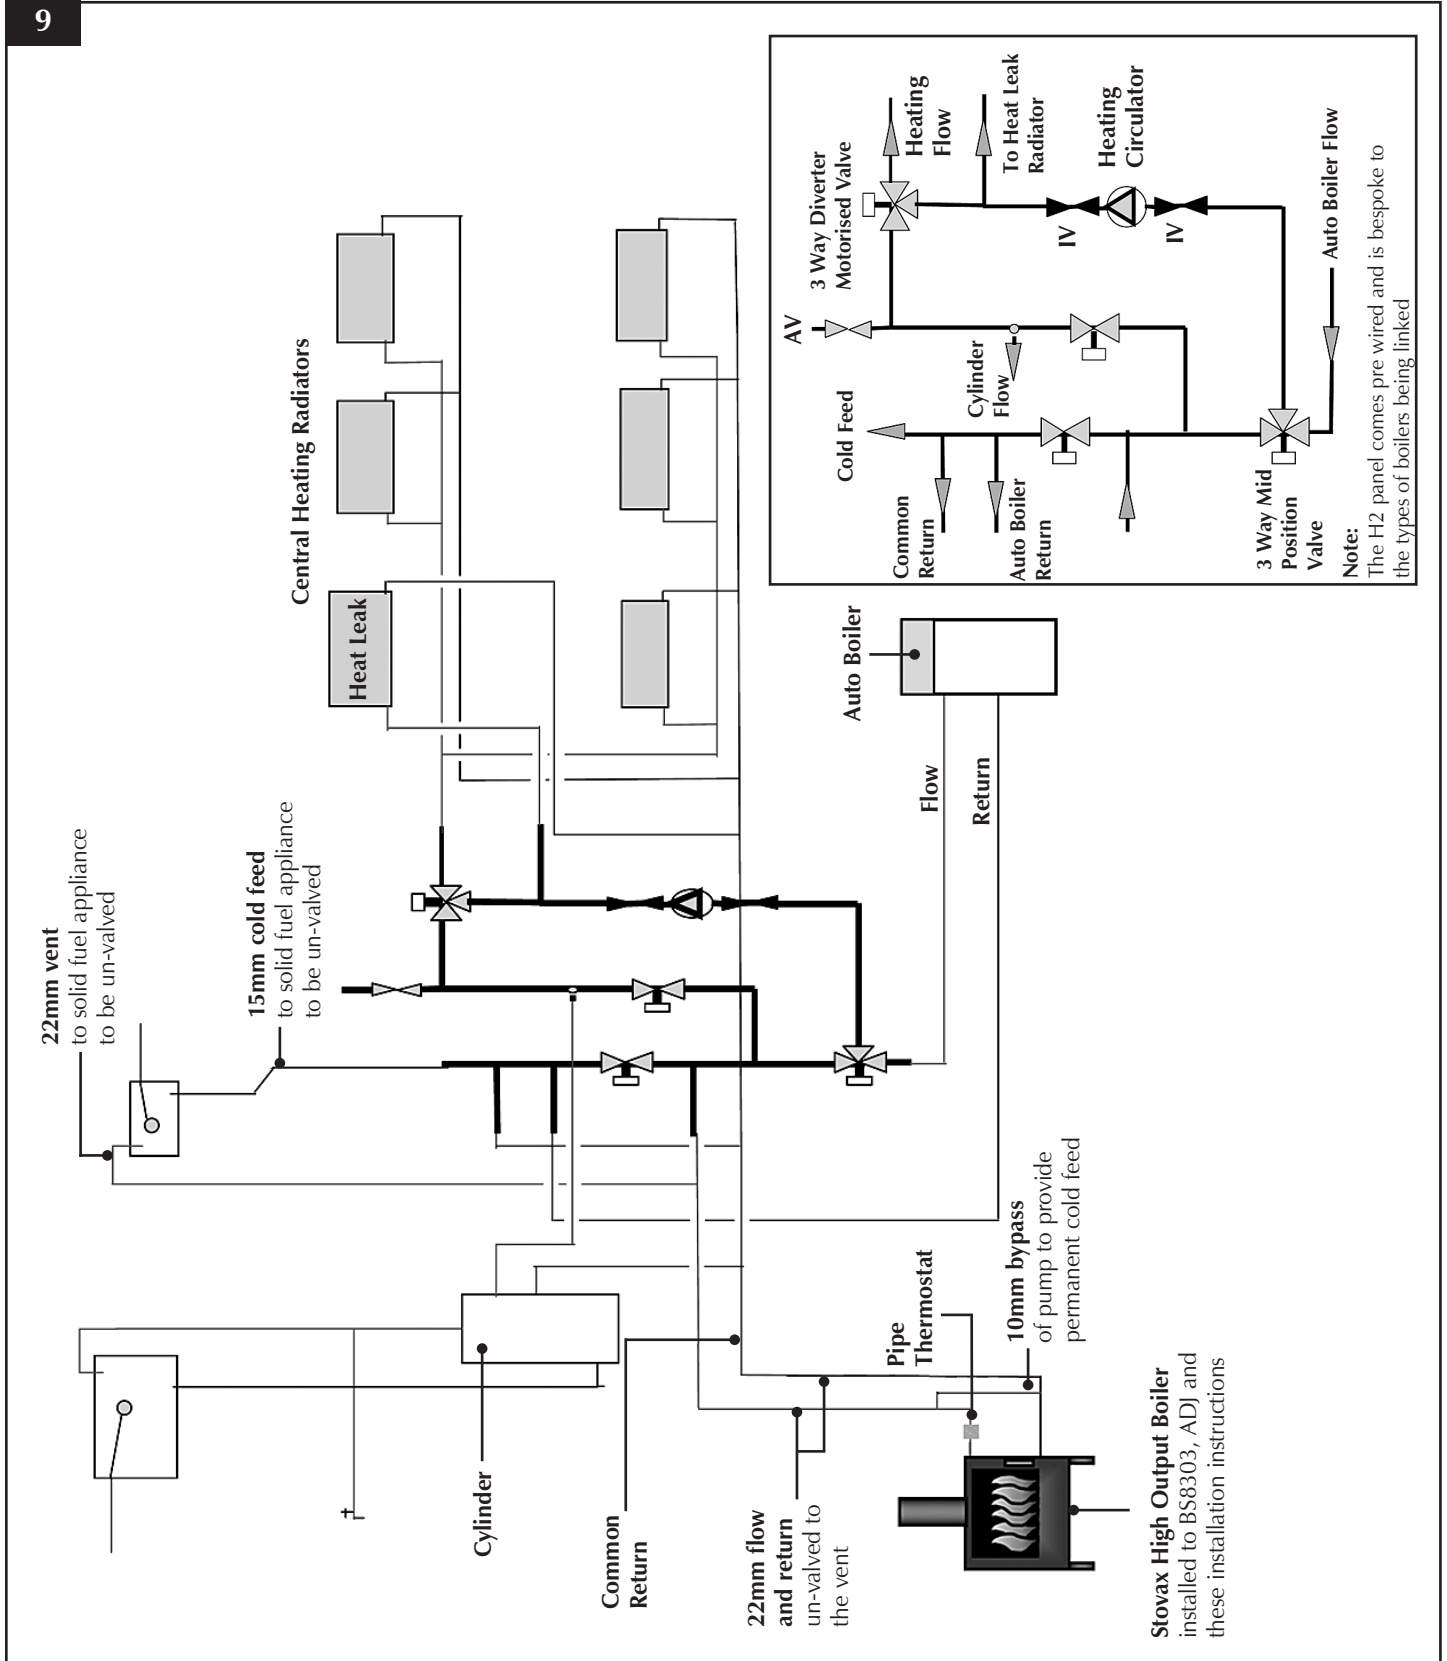 9
22mm vent
to solid fuel appliance
to be un-valved
15mm cold feed
to solid fuel appliance
to be un-valved
Central Heating Radiators
Heat Leak
Cylinder
Common
Return
22mm flow
and return
un-valved to
the vent
Pipe
Thermostat
10mm bypass
of pump to provide
permanent cold feed
Stovax High Output Boiler
installed to BS8303, ADJ and
these installation instructions
Auto Boiler
Flow
Return
AV
3 Way Diverter
Motorised Valve
Heating
Flow
To Heat Leak
Radiator
Heating
Circulator
IV
IV
Cold Feed
Cylinder
Flow
Common
Return
Auto Boiler
Return
Auto Boiler Flow
3 Way Mid
Position
Valve
Note:
The H2 panel comes pre wired and is bespoke to
the types of boilers being linked